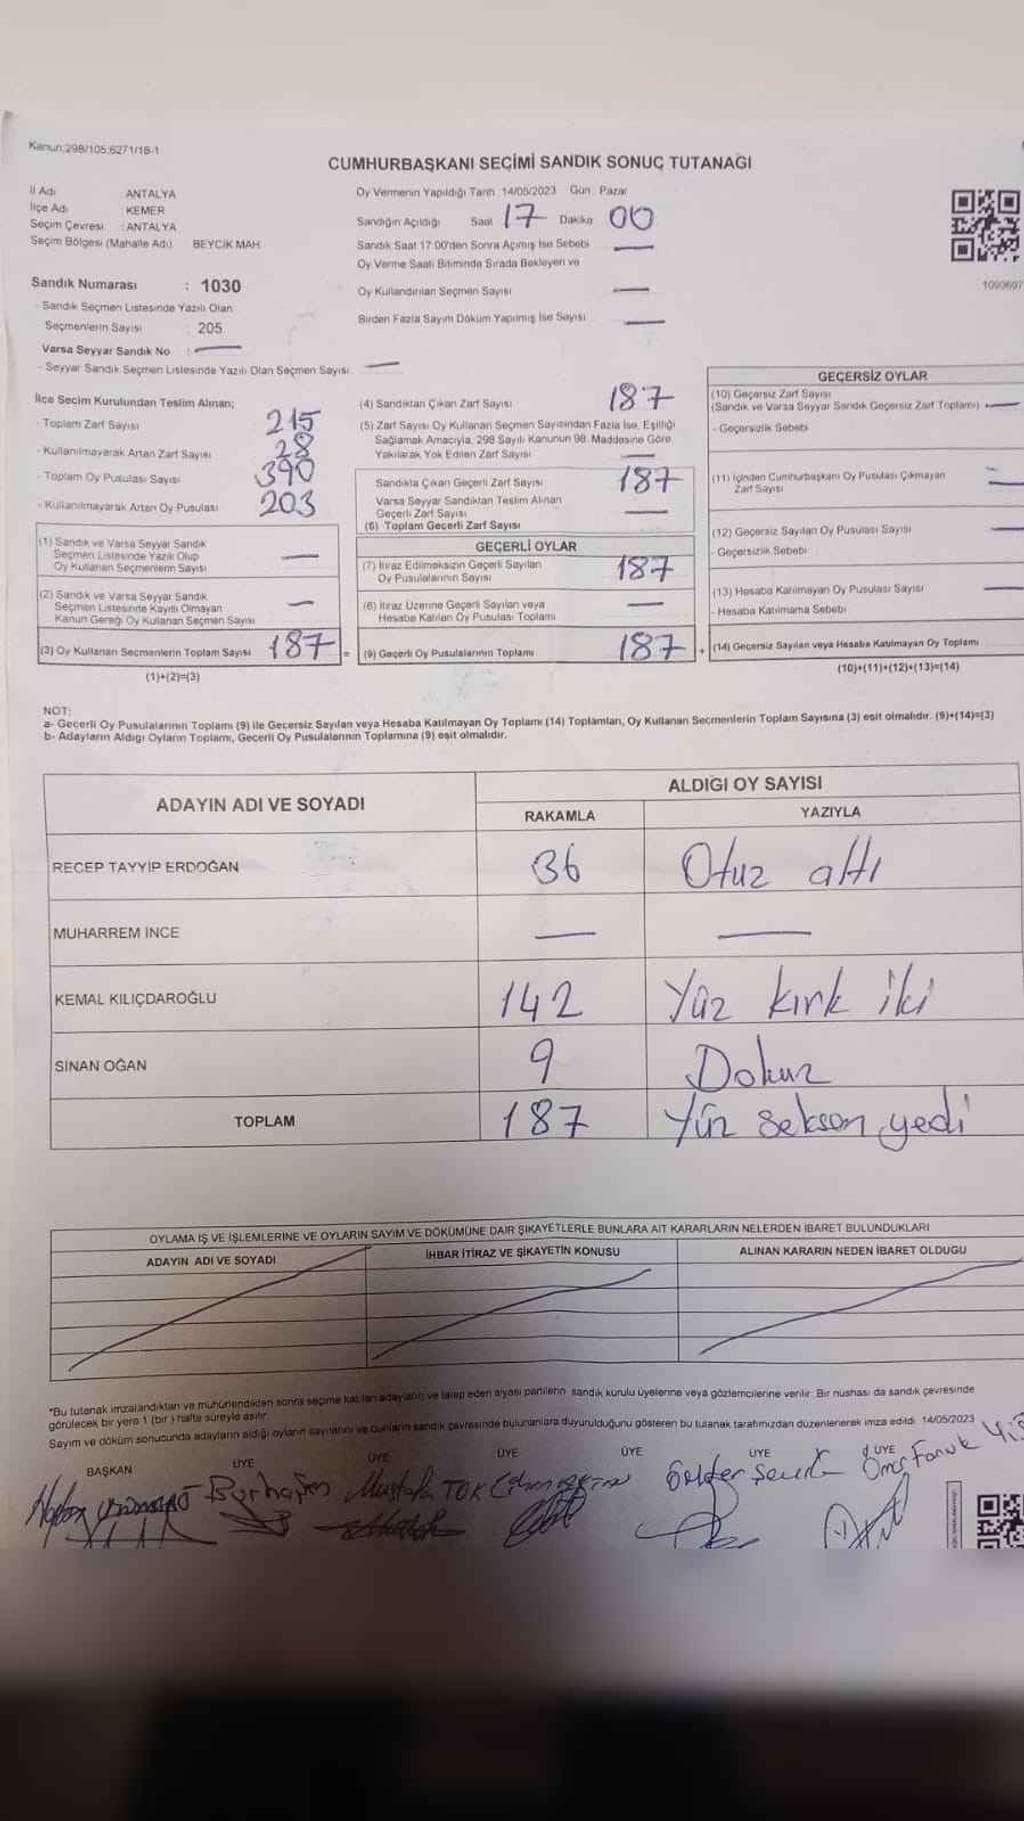 Kanun:298/105;6271/18-1
CUMHURBAŞKANI SEÇİMİ SANDIK SONUÇ TUTANAĞI
İl Adı : ANTALYA
İlçe Adı : KEMER
Seçim Çevresi : ANTALYA
Seçim Bölgesi (Mahalle Adı) BEYCİK MAH.
Sandık Numarası : 1030
- Sandık Seçmen Listesinde Yazılı Olan
Seçmenlerin Sayısı : 205
Varsa Seyyar Sandık No : —
- Seyyar Sandık Seçmen Listesinde Yazılı Olan Seçmen Sayısı —
Oy Vermenin Yapıldığı Tarih 14/05/2023 Gün Pazar
Sandığın Açıldığı Saat 17 Dakika 00
Sandık Saat 17:00'den Sonra Açılmış İse Sebebi —
Oy Verme Saati Bitiminde Sırada Bekleyen ve
Oy Kullandırılan Seçmen Sayısı —
Birden Fazla Sayım Döküm Yapılmış İse Sayısı —
1090697
İlçe Seçim Kurulundan Teslim Alınan;
- Toplam Zarf Sayısı 215
- Kullanılmayarak Artan Zarf Sayısı 28
- Toplam Oy Pusulası Sayısı 390
- Kullanılmayarak Artan Oy Pusulası 203
(1) Sandık ve Varsa Seyyar Sandık
Seçmen Listesinde Yazılı Olup
Oy Kullanan Seçmenlerin Sayısı —
(2) Sandık ve Varsa Seyyar Sandık
Seçmen Listesinde Kayıtlı Olmayan
Kanun Gereği Oy Kullanan Seçmen Sayısı —
(3) Oy Kullanan Seçmenlerin Toplam Sayısı 187 =
(1)+(2)=(3)
(4) Sandıktan Çıkan Zarf Sayısı 187
(5) Zarf Sayısı Oy Kullanan Seçmen Sayısından Fazla İse, Eşitliği
Sağlamak Amacıyla, 298 Sayılı Kanunun 98. Maddesine Göre
Yakılarak Yok Edilen Zarf Sayısı —
Sandıkta Çıkan Geçerli Zarf Sayısı 187
Varsa Seyyar Sandıktan Teslim Alınan
Geçerli Zarf Sayısı —
(6) Toplam Geçerli Zarf Sayısı
GEÇERLİ OYLAR
(7) İtiraz Edilmeksizin Geçerli Sayılan
Oy Pusulalarının Sayısı 187
(8) İtiraz Üzerine Geçerli Sayılan veya
Hesaba Katılan Oy Pusulası Toplamı —
(9) Geçerli Oy Pusulalarının Toplamı 187 +
GEÇERSİZ OYLAR
(10) Geçersiz Zarf Sayısı
(Sandık ve Varsa Seyyar Sandık Geçersiz Zarf Toplamı) —
- Geçersizlik Sebebi
(11) İçinden Cumhurbaşkanı Oy Pusulası Çıkmayan
Zarf Sayısı —
(12) Geçersiz Sayılan Oy Pusulası Sayısı —
- Geçersizlik Sebebi
(13) Hesaba Katılmayan Oy Pusulası Sayısı —
- Hesaba Katılmama Sebebi
(14) Geçersiz Sayılan veya Hesaba Katılmayan Oy Toplamı
(10)+(11)+(12)+(13)=(14)
NOT:
a- Geçerli Oy Pusulalarının Toplamı (9) ile Geçersiz Sayılan veya Hesaba Katılmayan Oy Toplamı (14) Toplamları, Oy Kullanan Seçmenlerin Toplam Sayısına (3) eşit olmalıdır. (9)+(14)=(3)
b- Adayların Aldığı Oyların Toplamı, Geçerli Oy Pusulalarının Toplamına (9) eşit olmalıdır.
ADAYIN ADI VE SOYADI ALDIĞI OY SAYISI
RAKAMLA YAZIYLA
RECEP TAYYİP ERDOĞAN 36 Otuz altı
MUHARREM İNCE — —
KEMAL KILIÇDAROĞLU 142 Yüz kırk iki
SİNAN OĞAN 9 Dokuz
TOPLAM 187 Yüz seksen yedi
OYLAMA İŞ VE İŞLEMLERİNE VE OYLARIN SAYIM VE DÖKÜMÜNE DAİR ŞİKAYETLERLE BUNLARA AİT KARARLARIN NELERDEN İBARET BULUNDUKLARI
ADAYIN ADI VE SOYADI İHBAR İTİRAZ VE ŞİKAYETİN KONUSU ALINAN KARARIN NEDEN İBARET OLDUĞU
*Bu tutanak imzalandıktan ve mühürlendikten sonra seçime katılan adayların ve talep eden siyasi partilerin sandık kurulu üyelerine veya gözlemcilerine verilir. Bir nüshası da sandık çevresinde
görülecek bir yere 1 (bir) hafta süreyle asılır.
Sayım ve döküm sonucunda adayların aldığı oyların sayılarını ve bunların sandık çevresinde bulunanlara duyurulduğunu gösteren bu tutanak tarafımızdan düzenlenerek imza edildi. 14/05/2023
BAŞKAN ÜYE ÜYE ÜYE ÜYE ÜYE ÜYE
Mustafa TOK
Ömer Faruk